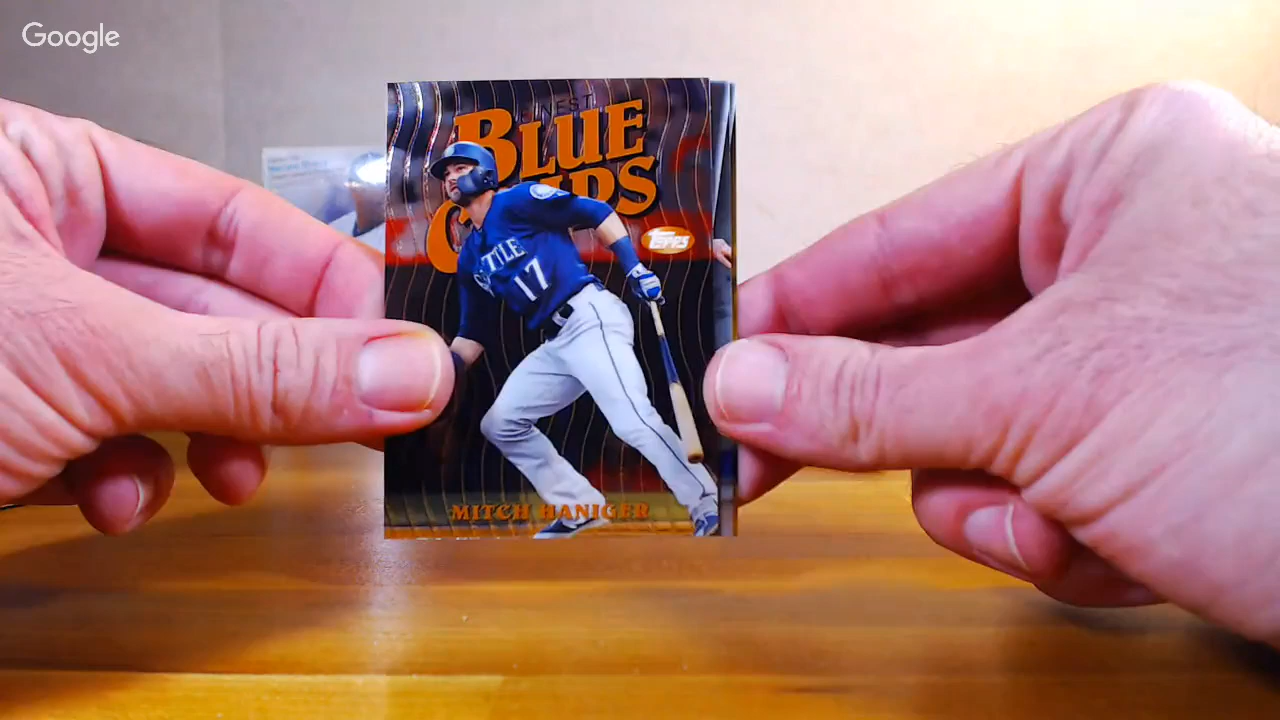 Google
FINEST
BLUE
CHIPS
Topps
SEATTLE
17
MITCH HANIGER